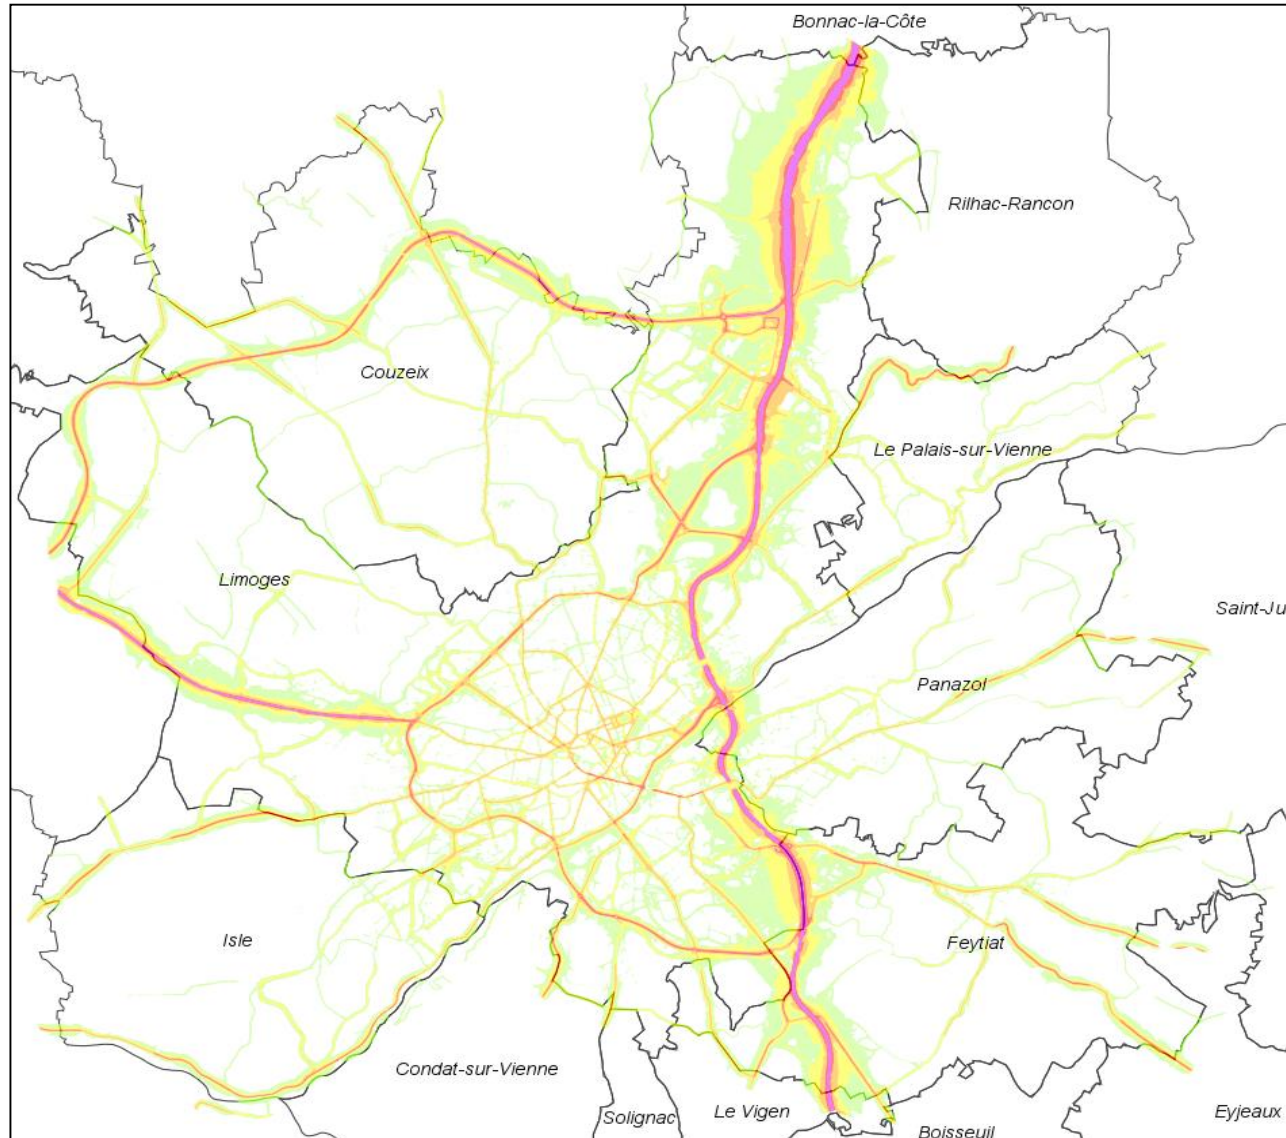 Bonnac-la-Côte
Rilhac-Rancon
Couzeix
Le Palais-sur-Vienne
Limoges
Saint-Ju
Panazol
Isle
Feytiat
Condat-sur-Vienne
Solignac
Le Vigen
Boisseuil
Eyjeaux